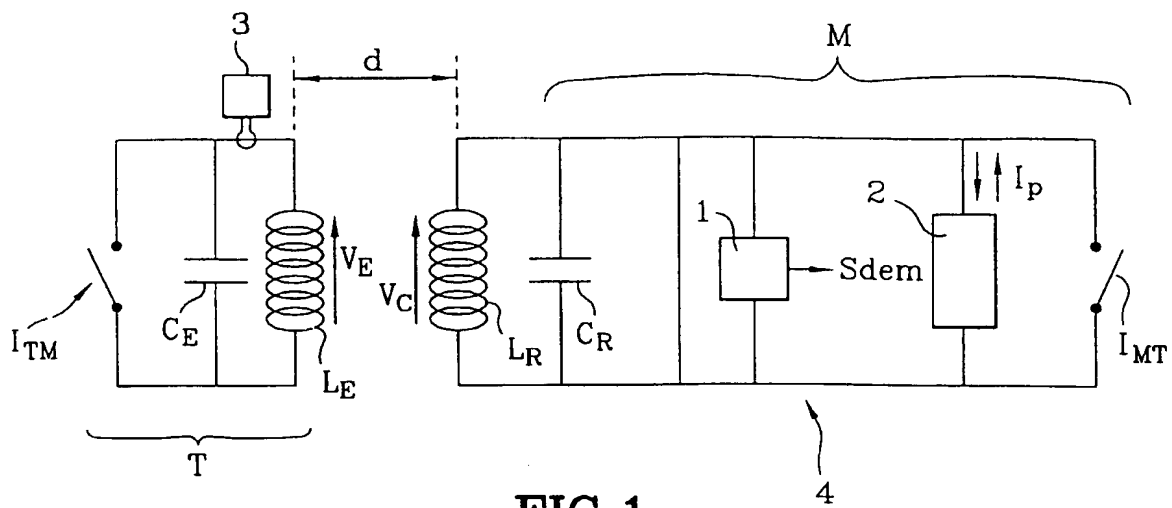 M
3
d
I_p
2
1
V_E
Sdem
V_C
I_TM
C_E
L_R
C_R
I_MT
L_E
T
4
FIG. 1